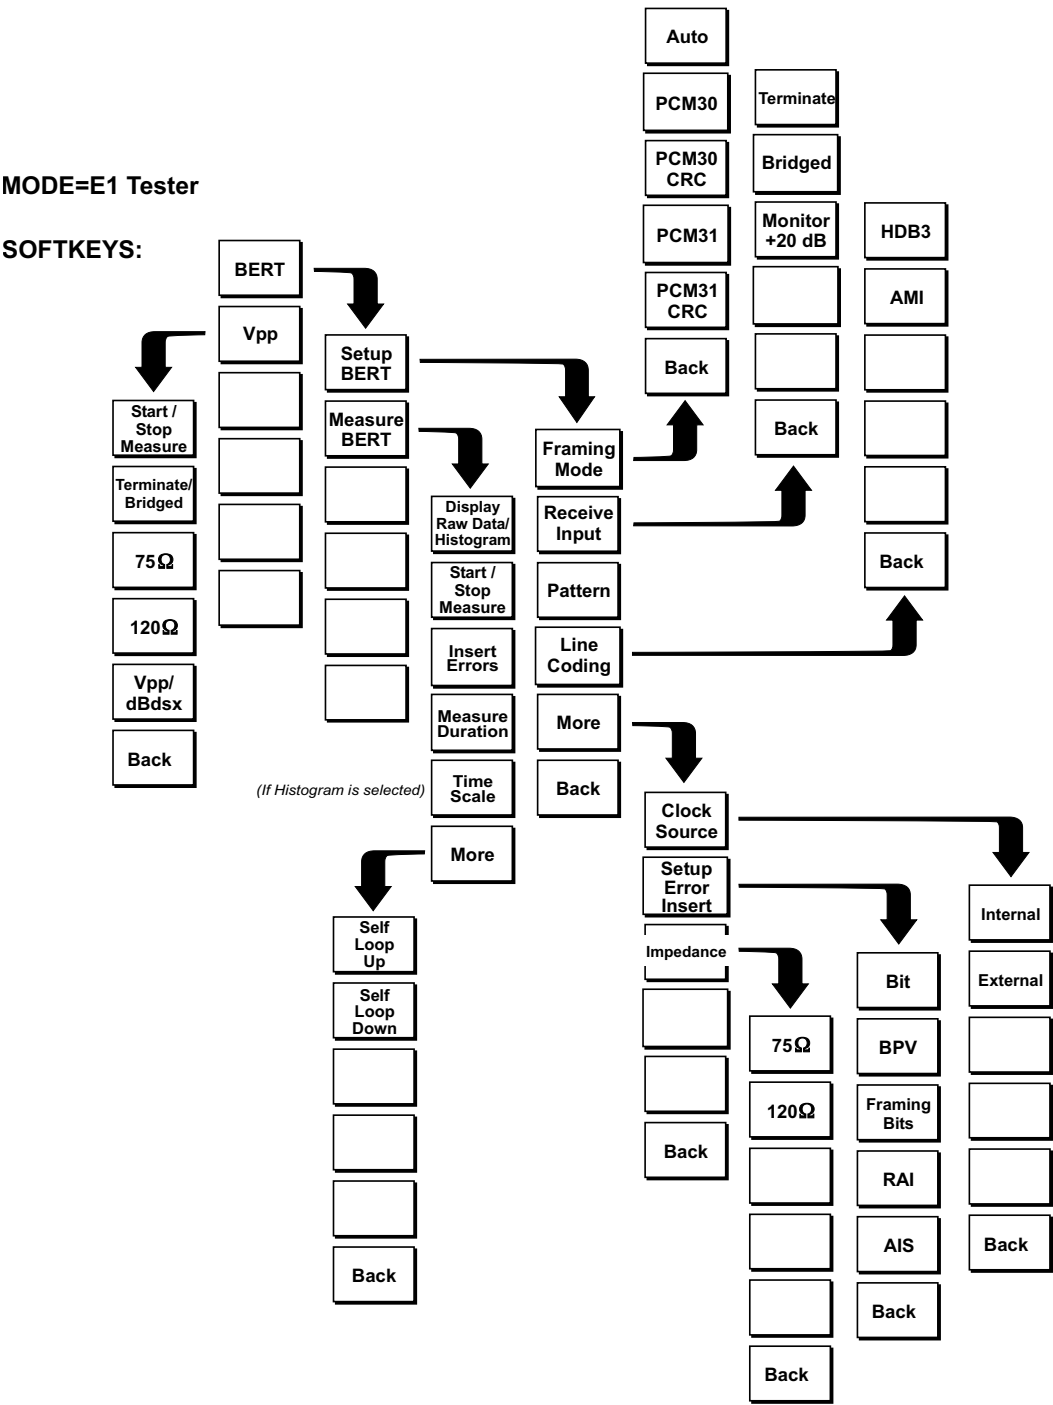 MODE=E1 Tester
SOFTKEYS:
BERT
Vpp
Start /
Stop
Measure
Terminate/
Bridged
75Ω
120Ω
Vpp/
dBdsx
Back
Setup
BERT
Measure
BERT
Display
Raw Data/
Histogram
Start /
Stop
Measure
Insert
Errors
Measure
Duration
(If Histogram is selected)
Time
Scale
More
Self
Loop
Up
Self
Loop
Down
Back
Framing
Mode
Receive
Input
Pattern
Line
Coding
More
Back
Auto
PCM30
PCM30
CRC
PCM31
PCM31
CRC
Back
Terminate
Bridged
Monitor
+20 dB
Back
HDB3
AMI
Back
Clock
Source
Setup
Error
Insert
Impedance
Back
75Ω
120Ω
Back
Bit
BPV
Framing
Bits
RAI
AIS
Back
Internal
External
Back